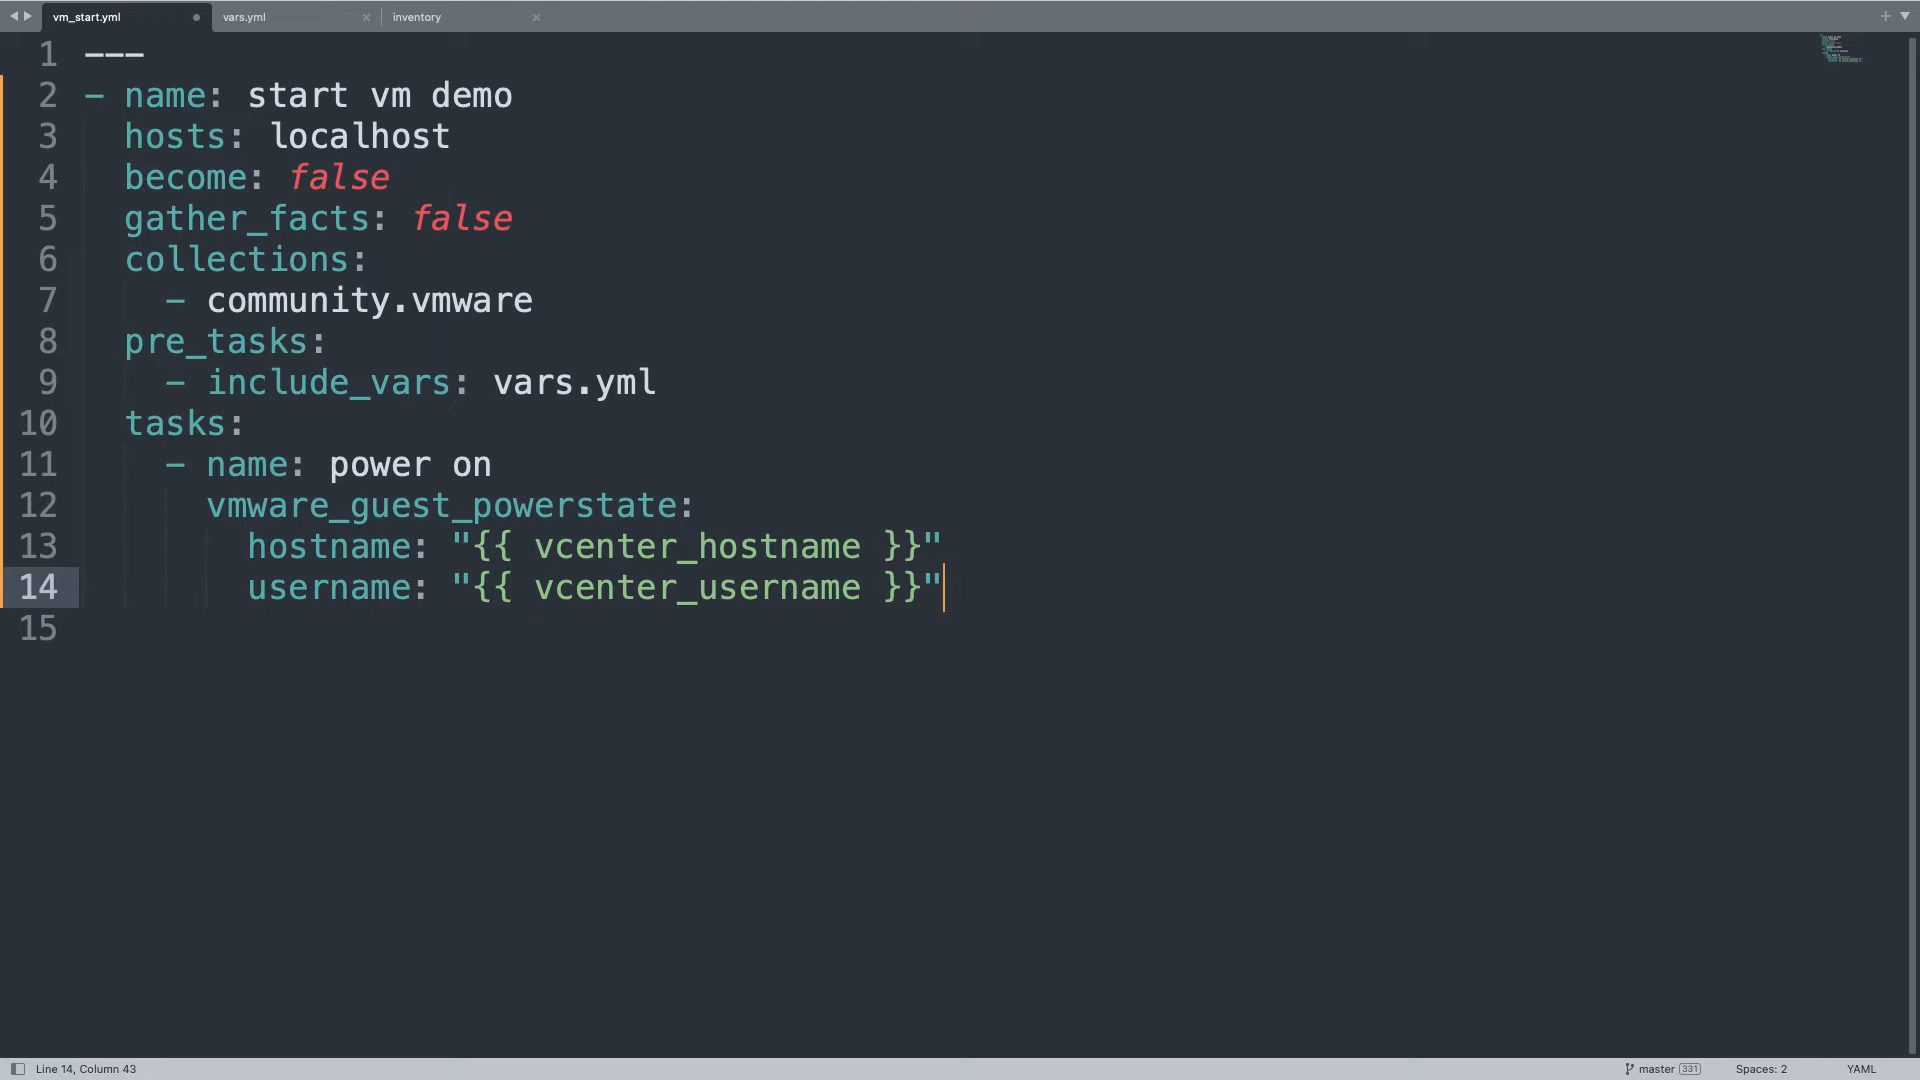 vm_start.yml vars.yml inventory
1 ---
2 - name: start vm demo
3 hosts: localhost
4 become: false
5 gather_facts: false
6 collections:
7 - community.vmware
8 pre_tasks:
9 - include_vars: vars.yml
10 tasks:
11 - name: power on
12 vmware_guest_powerstate:
13 hostname: "{{ vcenter_hostname }}"
14 username: "{{ vcenter_username }}"
15
Line 14, Column 43 master 331 Spaces: 2 YAML